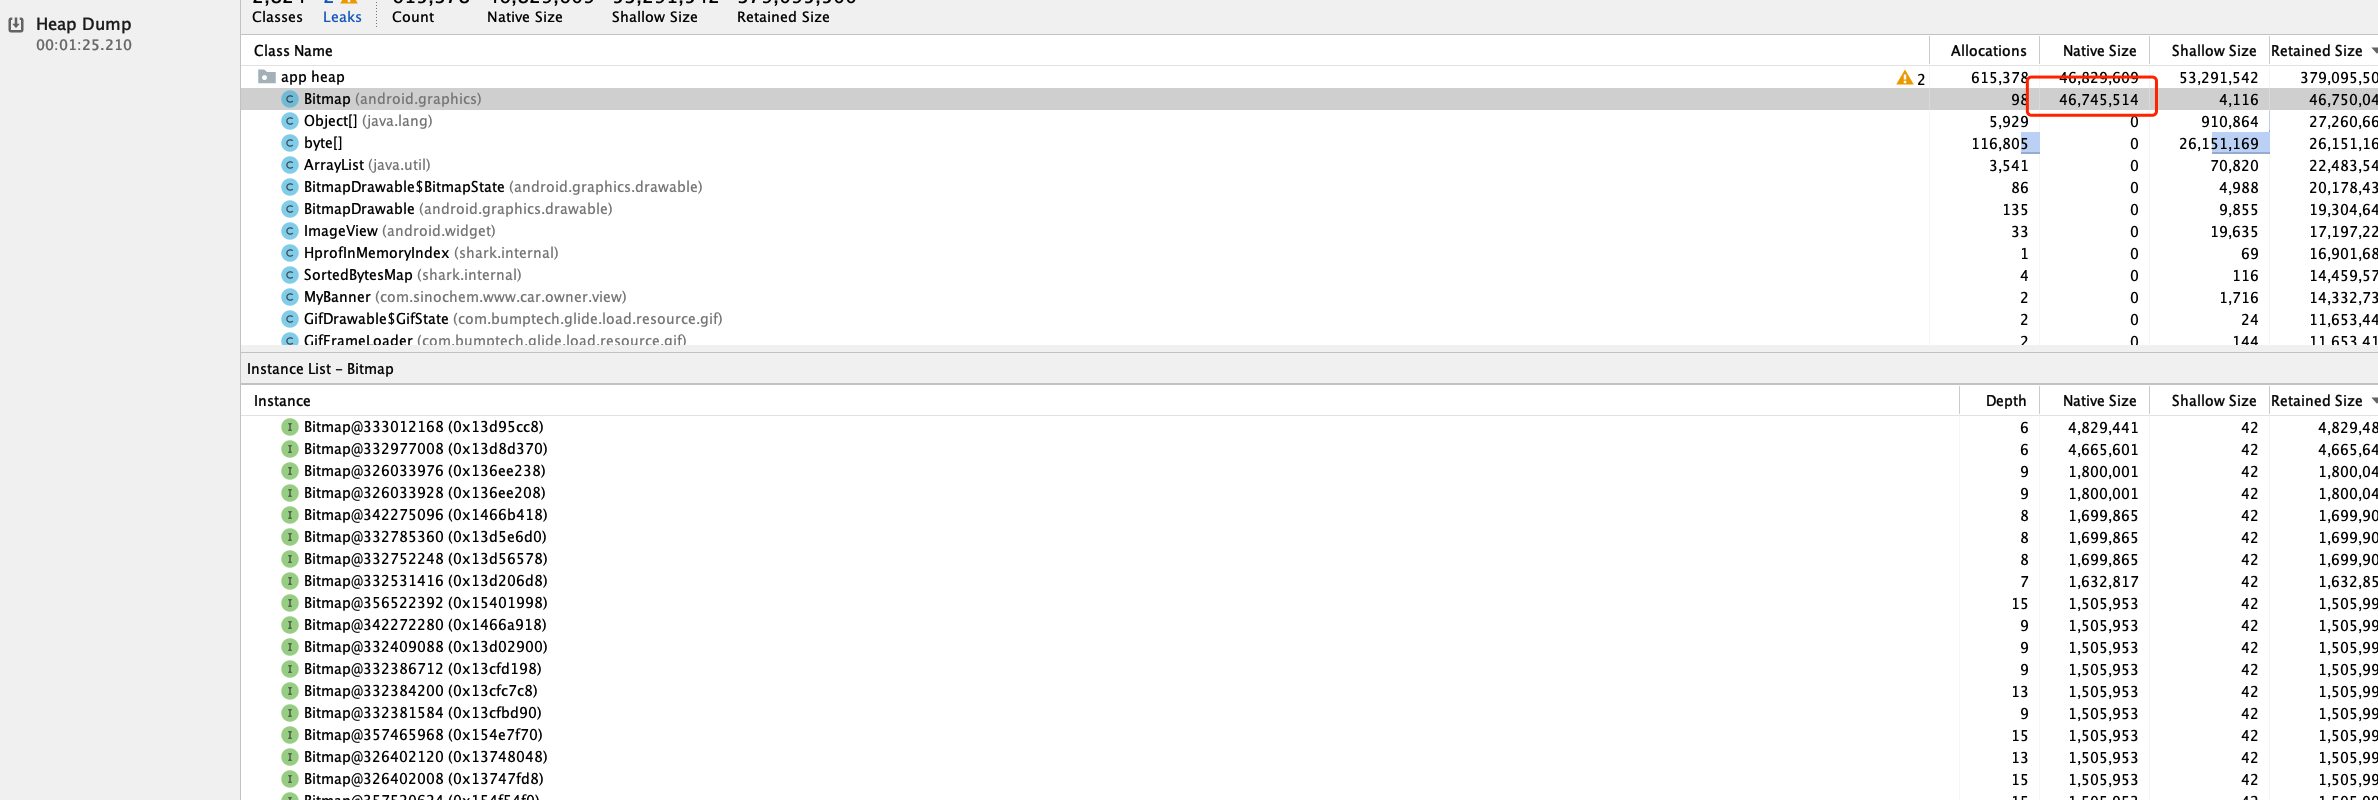 Heap Dump
00:01:25.210
Classes Leaks Count Native Size Shallow Size Retained Size
Class Name Allocations Native Size Shallow Size Retained Size
app heap 2 615,378 46,829,609 53,291,542 379,095,50
Bitmap (android.graphics) 98 46,745,514 4,116 46,750,04
Object[] (java.lang) 5,929 0 910,864 27,260,66
byte[] 116,805 0 26,151,169 26,151,16
ArrayList (java.util) 3,541 0 70,820 22,483,54
BitmapDrawable$BitmapState (android.graphics.drawable) 86 0 4,988 20,178,43
BitmapDrawable (android.graphics.drawable) 135 0 9,855 19,304,64
ImageView (android.widget) 33 0 19,635 17,197,22
HprofInMemoryIndex (shark.internal) 1 0 69 16,901,68
SortedBytesMap (shark.internal) 4 0 116 14,459,57
MyBanner (com.sinochem.www.car.owner.view) 2 0 1,716 14,332,73
GifDrawable$GifState (com.bumptech.glide.load.resource.gif) 2 0 24 11,653,44
GifFrameLoader (com.bumptech.glide.load.resource.gif) 2 0 144 11,653,41
Instance List – Bitmap
Instance Depth Native Size Shallow Size Retained Size
Bitmap@333012168 (0x13d95cc8) 6 4,829,441 42 4,829,48
Bitmap@332977008 (0x13d8d370) 6 4,665,601 42 4,665,64
Bitmap@326033976 (0x136ee238) 9 1,800,001 42 1,800,04
Bitmap@326033928 (0x136ee208) 9 1,800,001 42 1,800,04
Bitmap@342275096 (0x1466b418) 8 1,699,865 42 1,699,90
Bitmap@332785360 (0x13d5e6d0) 8 1,699,865 42 1,699,90
Bitmap@332752248 (0x13d56578) 8 1,699,865 42 1,699,90
Bitmap@332531416 (0x13d206d8) 7 1,632,817 42 1,632,85
Bitmap@356522392 (0x15401998) 15 1,505,953 42 1,505,99
Bitmap@342272280 (0x1466a918) 9 1,505,953 42 1,505,99
Bitmap@332409088 (0x13d02900) 9 1,505,953 42 1,505,99
Bitmap@332386712 (0x13cfd198) 9 1,505,953 42 1,505,99
Bitmap@332384200 (0x13cfc7c8) 13 1,505,953 42 1,505,99
Bitmap@332381584 (0x13cfbd90) 9 1,505,953 42 1,505,99
Bitmap@357465968 (0x154e7f70) 15 1,505,953 42 1,505,99
Bitmap@326402120 (0x13748048) 13 1,505,953 42 1,505,99
Bitmap@326402008 (0x13747fd8) 15 1,505,953 42 1,505,99